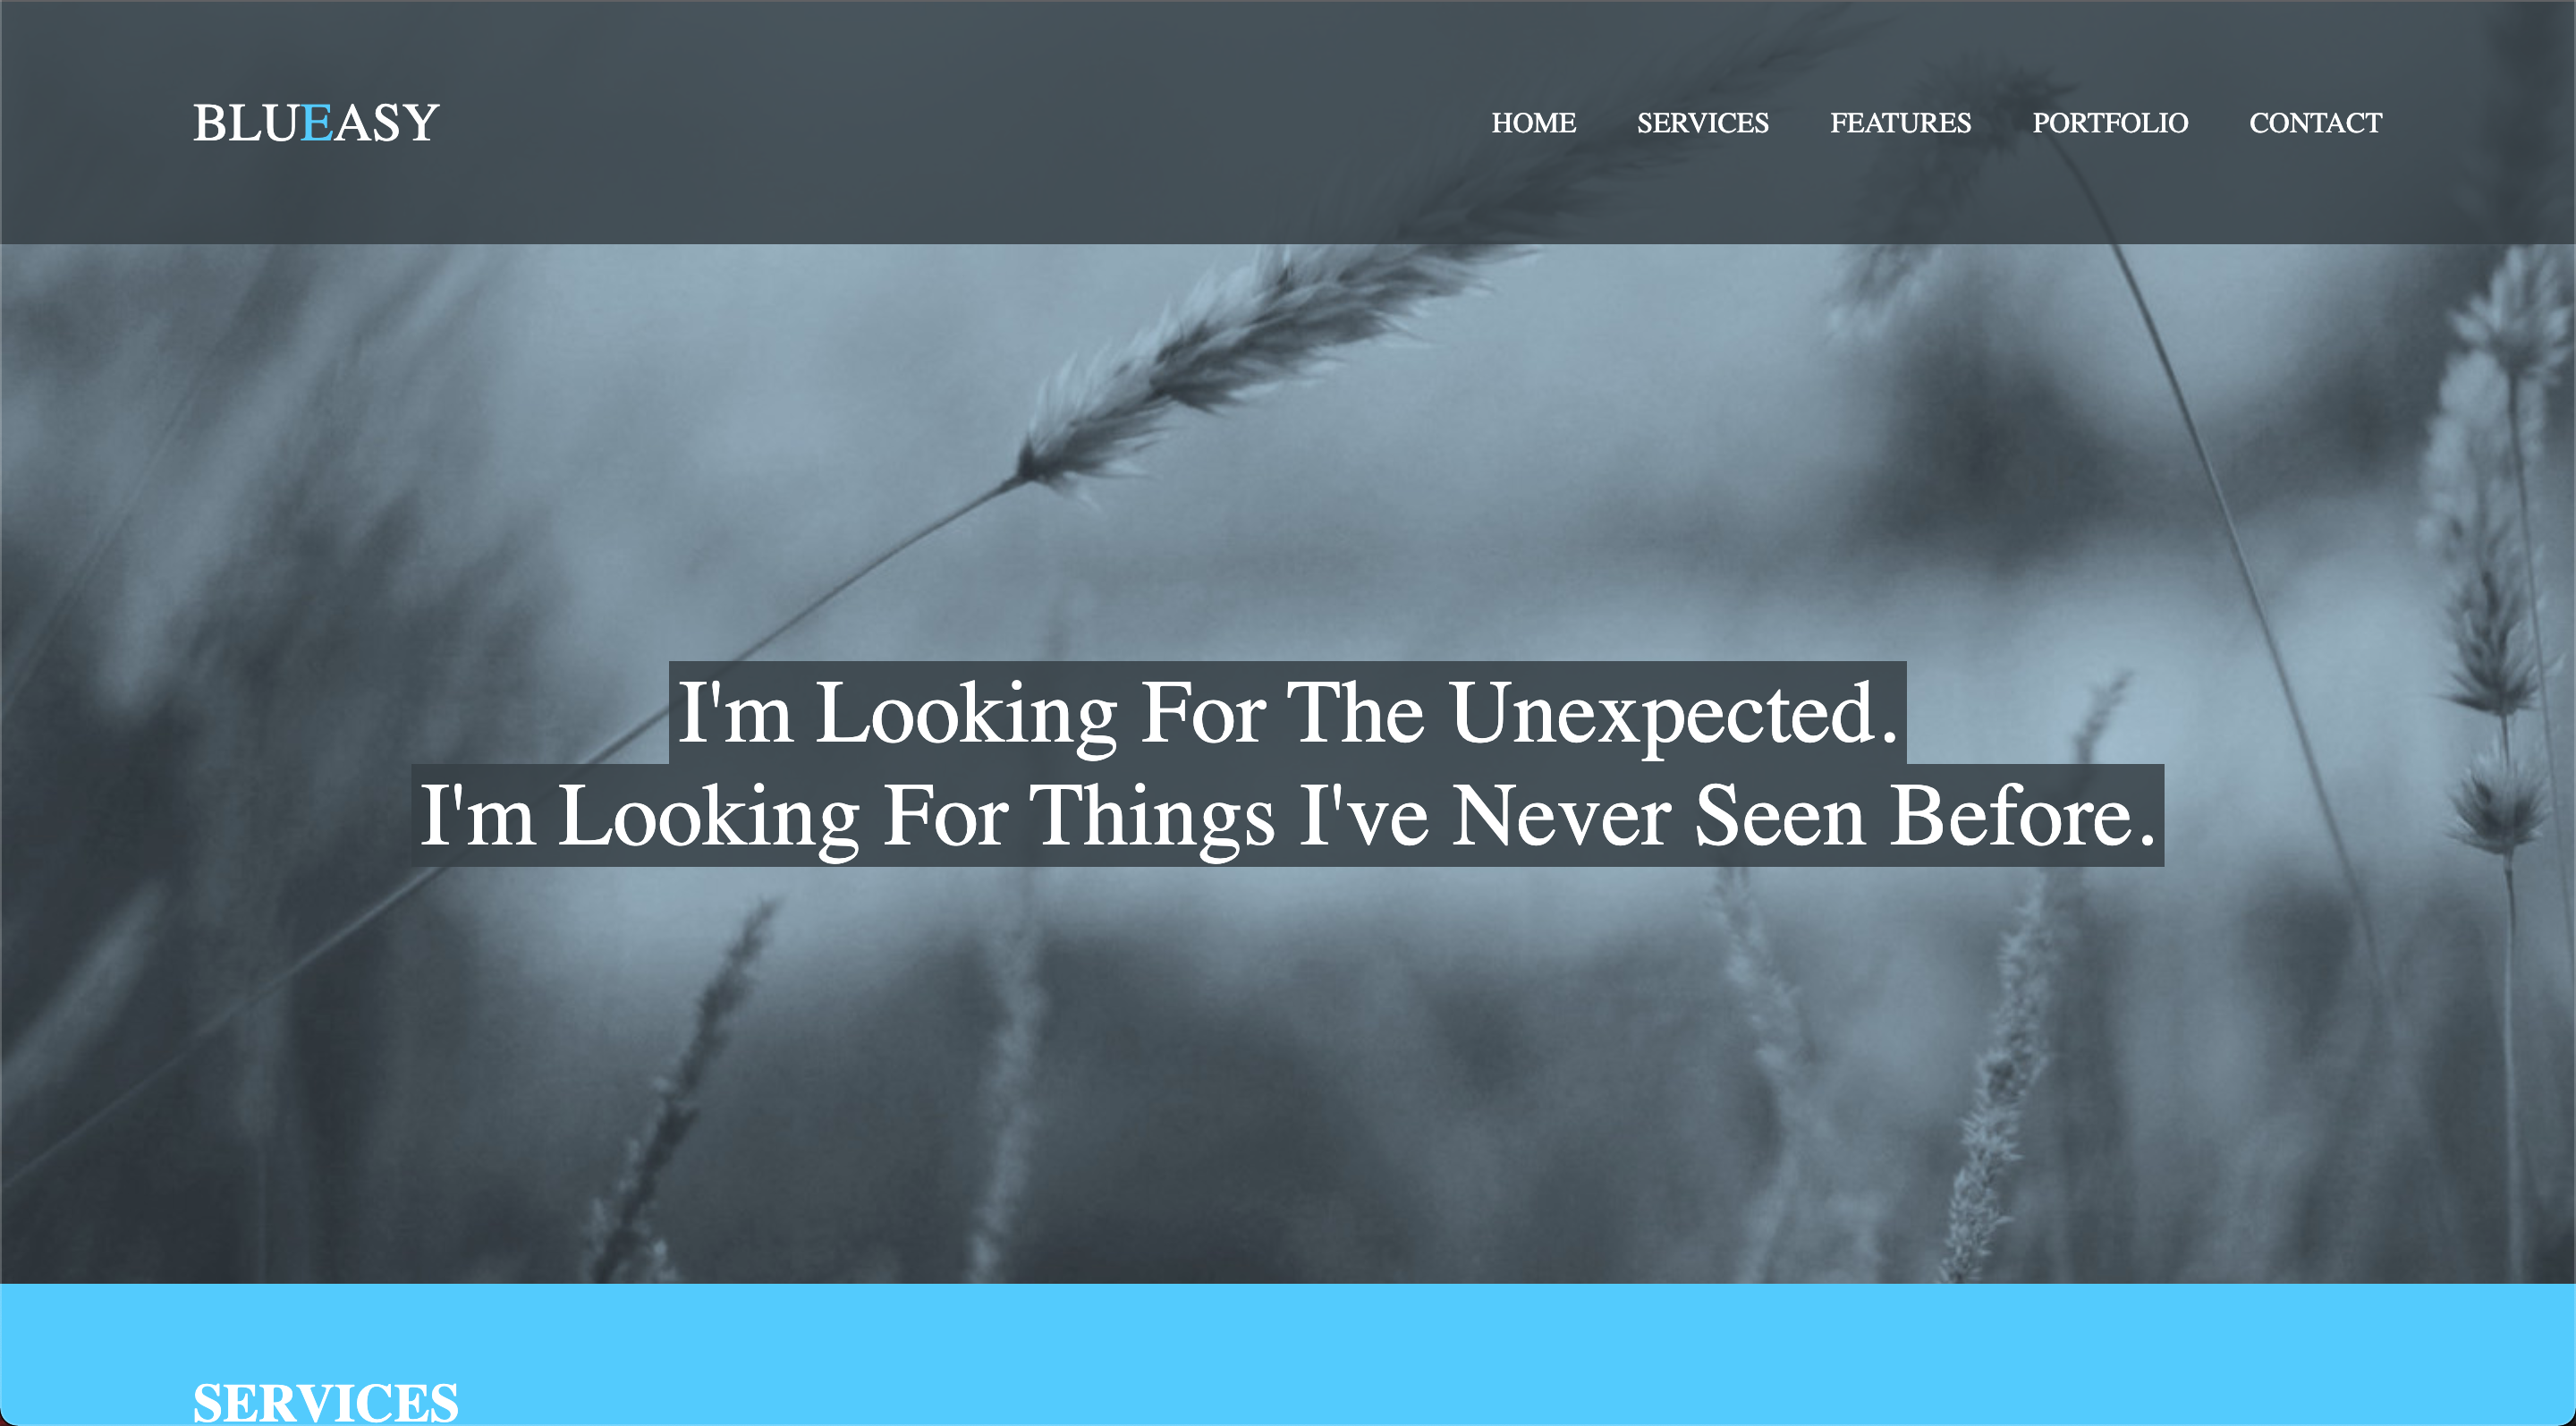 BLUEASY
HOME SERVICES FEATURES PORTFOLIO CONTACT
I'm Looking For The Unexpected.
I'm Looking For Things I've Never Seen Before.
SERVICES